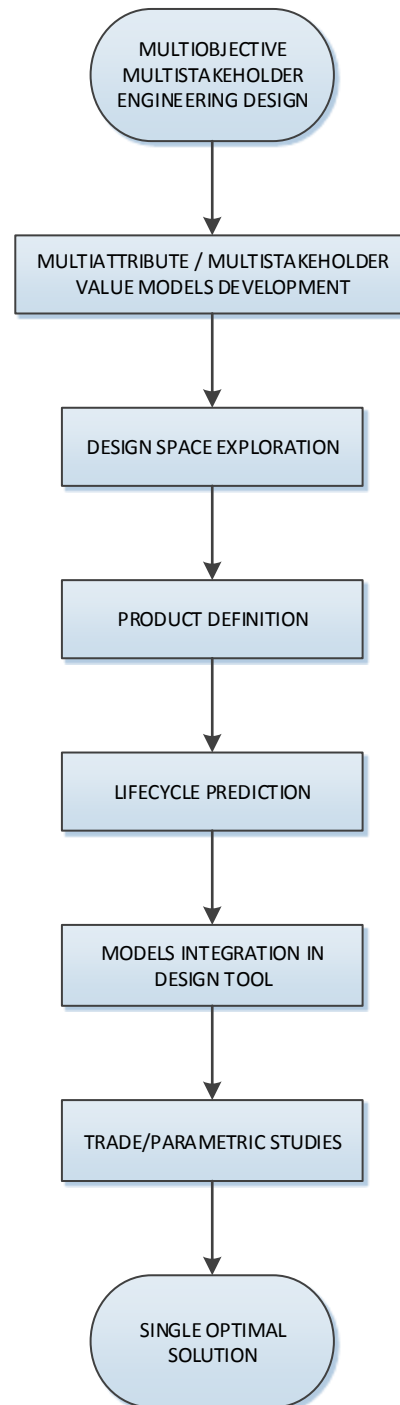 MULTIOBJECTIVE
MULTISTAKEHOLDER
ENGINEERING DESIGN
MULTIATTRIBUTE / MULTISTAKEHOLDER
VALUE MODELS DEVELOPMENT
DESIGN SPACE EXPLORATION
PRODUCT DEFINITION
LIFECYCLE PREDICTION
MODELS INTEGRATION IN
DESIGN TOOL
TRADE/PARAMETRIC STUDIES
SINGLE OPTIMAL
SOLUTION